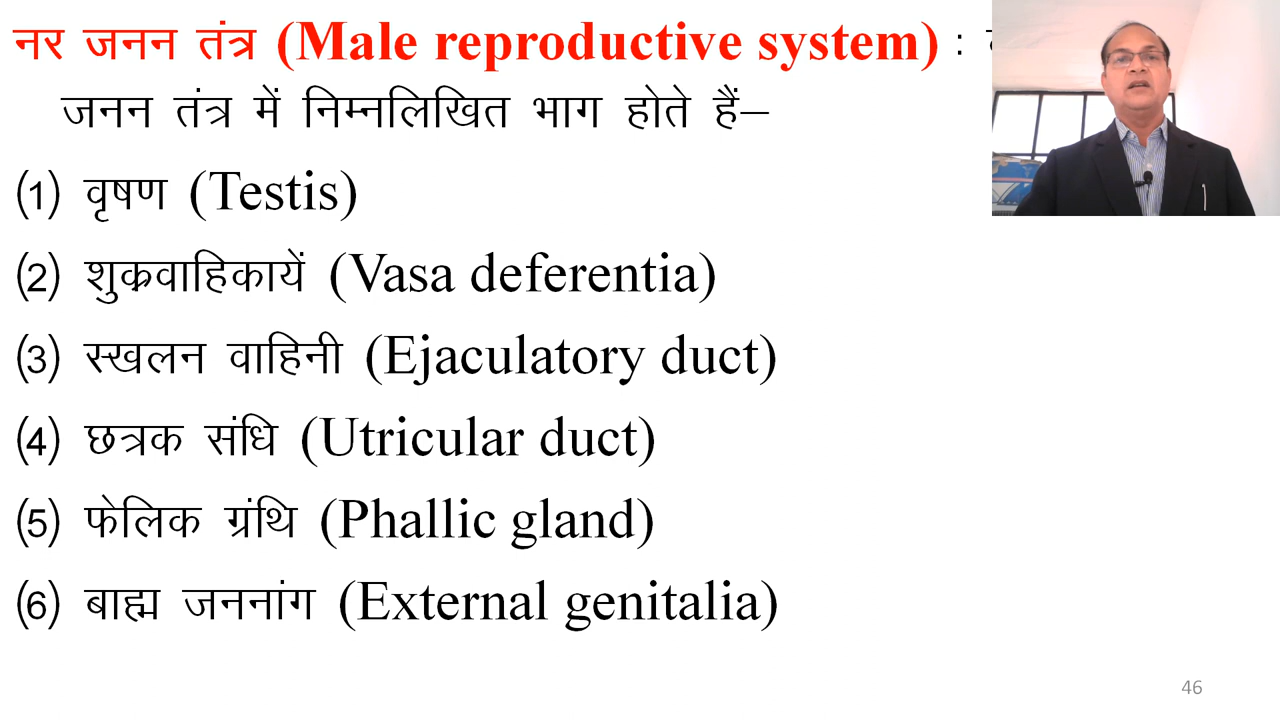 नर जनन तंत्र (Male reproductive system) :
जनन तंत्र में निम्नलिखित भाग होते हैं–
(1) वृषण (Testis)
(2) शुक्रवाहिकायें (Vasa deferentia)
(3) स्खलन वाहिनी (Ejaculatory duct)
(4) छत्रक संधि (Utricular duct)
(5) फेलिक ग्रंथि (Phallic gland)
(6) बाह्म जननांग (External genitalia)
46